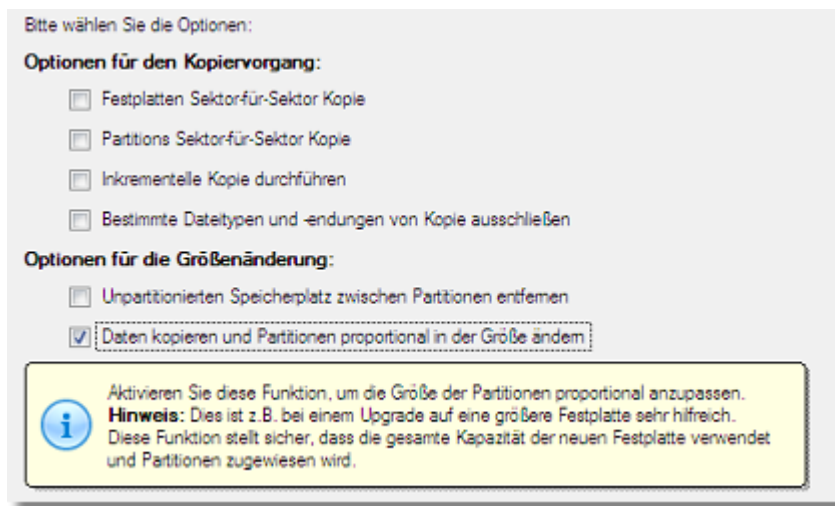 Bitte wählen Sie die Optionen:
Optionen für den Kopiervorgang:
Festplatten Sektor-für-Sektor Kopie
Partitions Sektor-für-Sektor Kopie
Inkrementelle Kopie durchführen
Bestimmte Dateitypen und -endungen von Kopie ausschließen
Optionen für die Größenänderung:
Unpartitionierten Speicherplatz zwischen Partitionen entfernen
Daten kopieren und Partitionen proportional in der Größe ändern
Aktivieren Sie diese Funktion, um die Größe der Partitionen proportional anzupassen.
Hinweis: Dies ist z.B. bei einem Upgrade auf eine größere Festplatte sehr hilfreich.
Diese Funktion stellt sicher, dass die gesamte Kapazität der neuen Festplatte verwendet
und Partitionen zugewiesen wird.